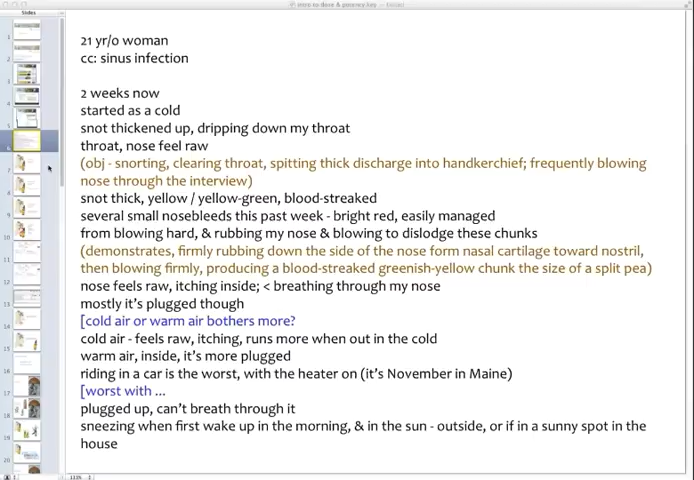 Slides
21 yr/o woman
cc: sinus infection
2 weeks now
started as a cold
snot thickened up, dripping down my throat
throat, nose feel raw
(obj - snorting, clearing throat, spitting thick discharge into handkerchief; frequently blowing
nose through the interview)
snot thick, yellow / yellow-green, blood-streaked
several small nosebleeds this past week - bright red, easily managed
from blowing hard, & rubbing my nose & blowing to dislodge these chunks
(demonstrates, firmly rubbing down the side of the nose form nasal cartilage toward nostril,
then blowing firmly, producing a blood-streaked greenish-yellow chunk the size of a split pea)
nose feels raw, itching inside; < breathing through my nose
mostly it's plugged though
[cold air or warm air bothers more?
cold air - feels raw, itching, runs more when out in the cold
warm air, inside, it's more plugged
riding in a car is the worst, with the heater on (it's November in Maine)
[worst with ...
plugged up, can't breath through it
sneezing when first wake up in the morning, & in the sun - outside, or if in a sunny spot in the
house